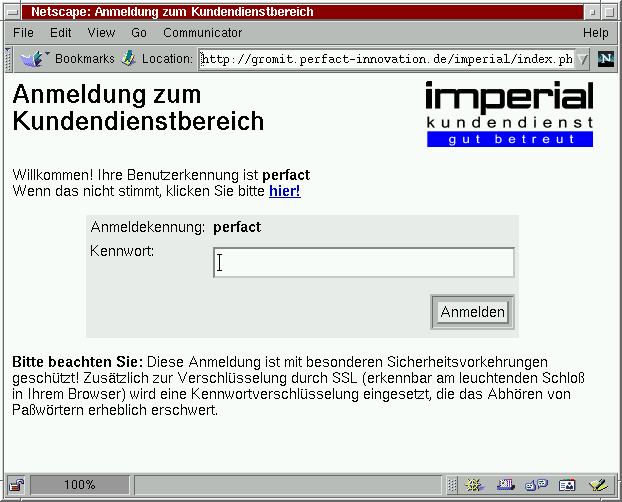 Netscape: Anmeldung zum Kundendienstbereich
File Edit View Go Communicator Help
Bookmarks Location: http://gromit.perfact-innovation.de/imperial/index.ph
Anmeldung zum
Kundendienstbereich
imperial
kundendienst
gut betreut
Willkommen! Ihre Benutzerkennung ist perfact
Wenn das nicht stimmt, klicken Sie bitte hier!
Anmeldekennung: perfact
Kennwort:
Anmelden
Bitte beachten Sie: Diese Anmeldung ist mit besonderen Sicherheitsvorkehrungen
geschützt! Zusätzlich zur Verschlüsselung durch SSL (erkennbar am leuchtenden Schloß
in Ihrem Browser) wird eine Kennwortverschlüsselung eingesetzt, die das Abhören von
Paßwörtern erheblich erschwert.
100%